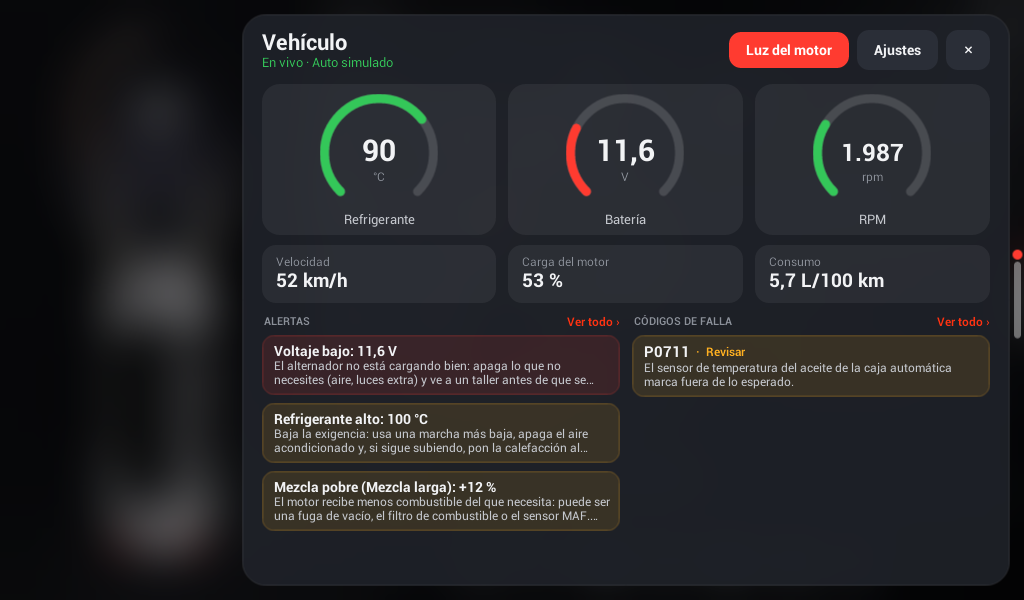 Vehículo
En vivo · Auto simulado
Luz del motor
Ajustes
×
90
°C
Refrigerante
11,6
V
Batería
1.987
rpm
RPM
Velocidad
52 km/h
Carga del motor
53 %
Consumo
5,7 L/100 km
ALERTAS
Ver todo ›
Voltaje bajo: 11,6 V
El alternador no está cargando bien: apaga lo que no
necesites (aire, luces extra) y ve a un taller antes de que se…
Refrigerante alto: 100 °C
Baja la exigencia: usa una marcha más baja, apaga el aire
acondicionado y, si sigue subiendo, pon la calefacción al…
Mezcla pobre (Mezcla larga): +12 %
El motor recibe menos combustible del que necesita: puede ser
una fuga de vacío, el filtro de combustible o el sensor MAF.…
CÓDIGOS DE FALLA
Ver todo ›
P0711 · Revisar
El sensor de temperatura del aceite de la caja automática
marca fuera de lo esperado.